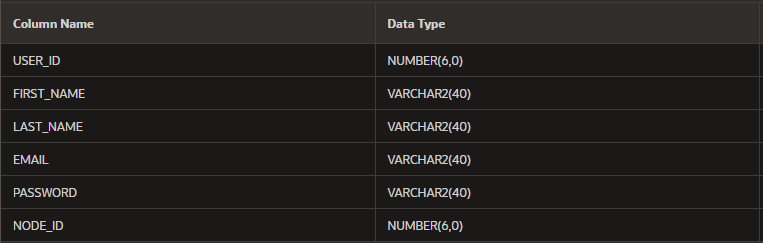 Column Name Data Type
USER_ID NUMBER(6,0)
FIRST_NAME VARCHAR2(40)
LAST_NAME VARCHAR2(40)
EMAIL VARCHAR2(40)
PASSWORD VARCHAR2(40)
NODE_ID NUMBER(6,0)